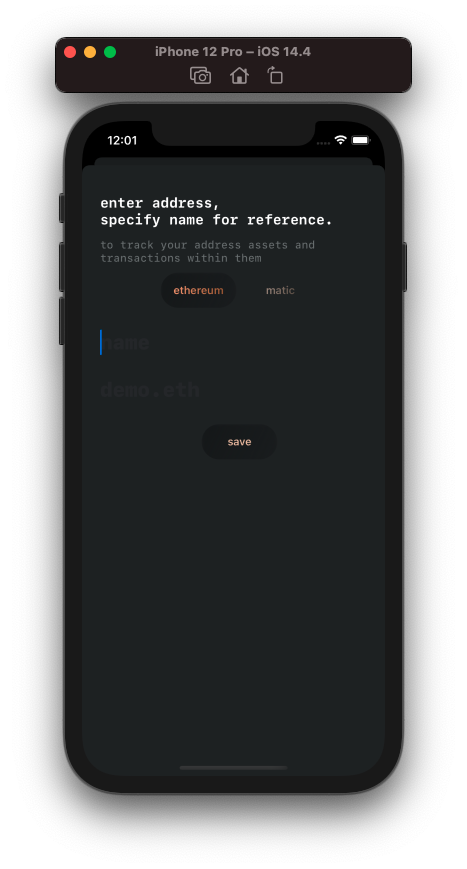 iPhone 12 Pro – iOS 14.4
12:01
enter address,
specify name for reference.
to track your address assets and
transactions within them
ethereum matic
name
demo.eth
save